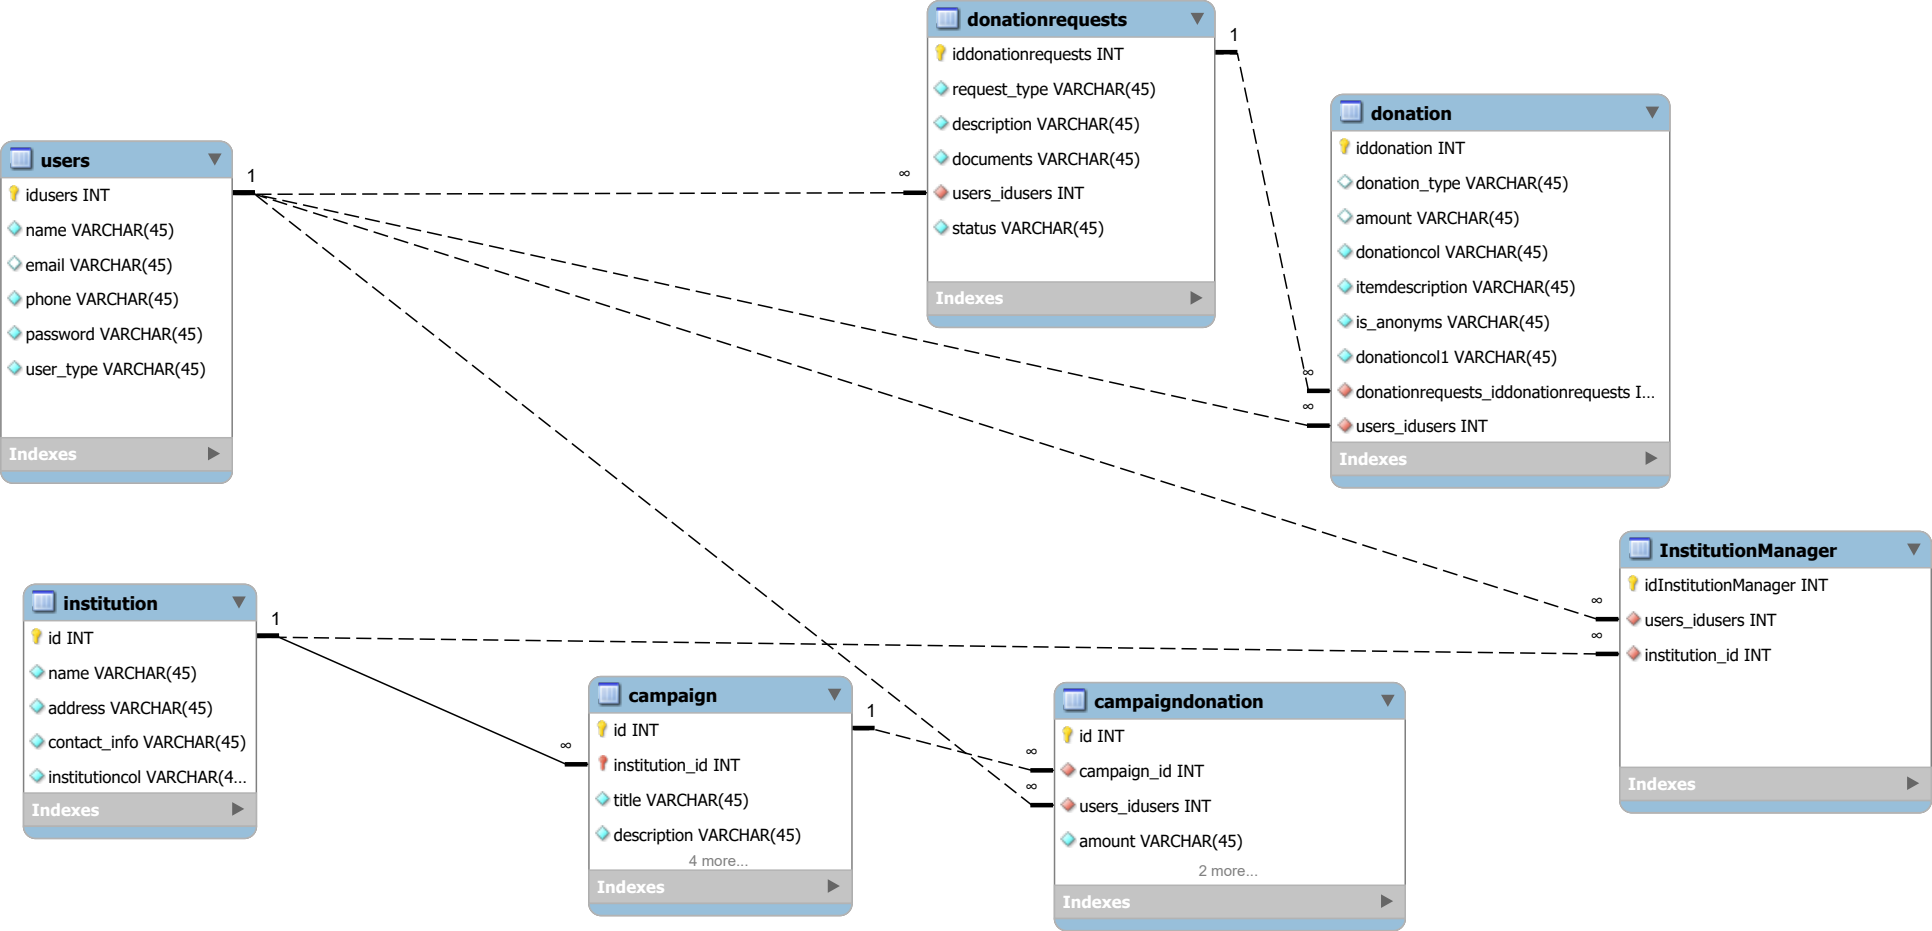 donationrequests
iddonationrequests INT
request_type VARCHAR(45)
description VARCHAR(45)
documents VARCHAR(45)
users_idusers INT
status VARCHAR(45)
Indexes
1
donation
iddonation INT
donation_type VARCHAR(45)
amount VARCHAR(45)
donationcol VARCHAR(45)
itemdescription VARCHAR(45)
is_anonyms VARCHAR(45)
donationcol1 VARCHAR(45)
donationrequests_iddonationrequests I...
users_idusers INT
Indexes
∞
∞
users
idusers INT
name VARCHAR(45)
email VARCHAR(45)
phone VARCHAR(45)
password VARCHAR(45)
user_type VARCHAR(45)
Indexes
1
∞
InstitutionManager
idInstitutionManager INT
users_idusers INT
institution_id INT
Indexes
∞
∞
institution
id INT
name VARCHAR(45)
address VARCHAR(45)
contact_info VARCHAR(45)
institutioncol VARCHAR(4...
Indexes
1
∞
campaign
id INT
institution_id INT
title VARCHAR(45)
description VARCHAR(45)
4 more...
Indexes
1
∞
∞
campaigndonation
id INT
campaign_id INT
users_idusers INT
amount VARCHAR(45)
2 more...
Indexes